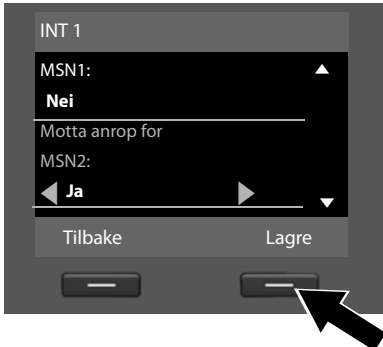 INT 1
MSN1:
Nei
Motta anrop for
MSN2:
Ja
Tilbake Lagre